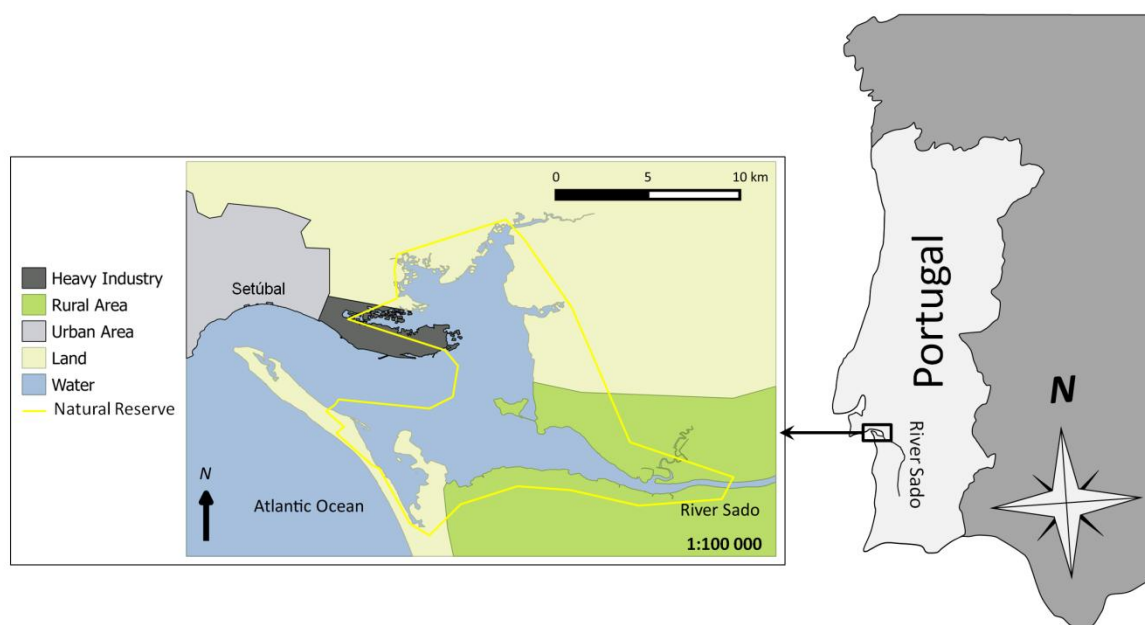 0 5 10 km
Heavy Industry
Rural Area
Urban Area
Land
Water
Natural Reserve
Setúbal
N
Atlantic Ocean
River Sado
1:100 000
Portugal
River Sado
N